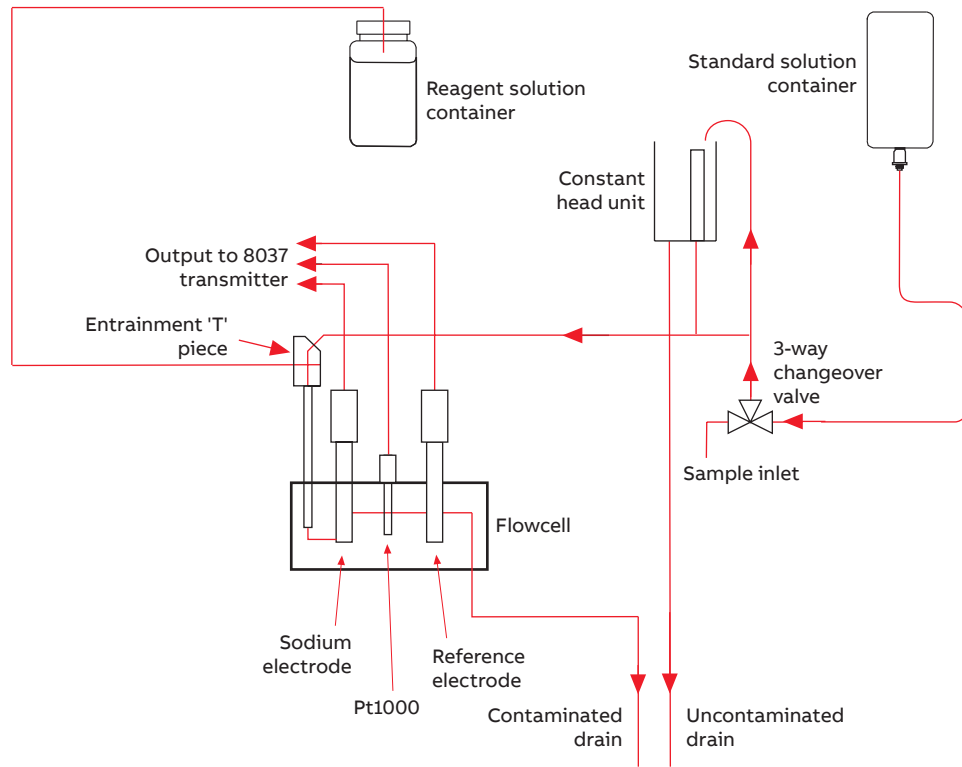 Reagent solution
container
Standard solution
container
Constant
head unit
Output to 8037
transmitter
Entrainment 'T'
piece
3-way
changeover
valve
Sample inlet
Flowcell
Sodium
electrode
Reference
electrode
Pt1000
Contaminated
drain
Uncontaminated
drain